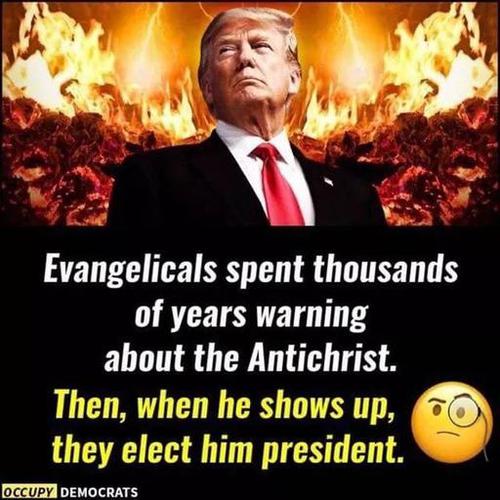 Evangelicals spent thousands
of years warning
about the Antichrist.
Then, when he shows up,
they elect him president.
OCCUPY DEMOCRATS